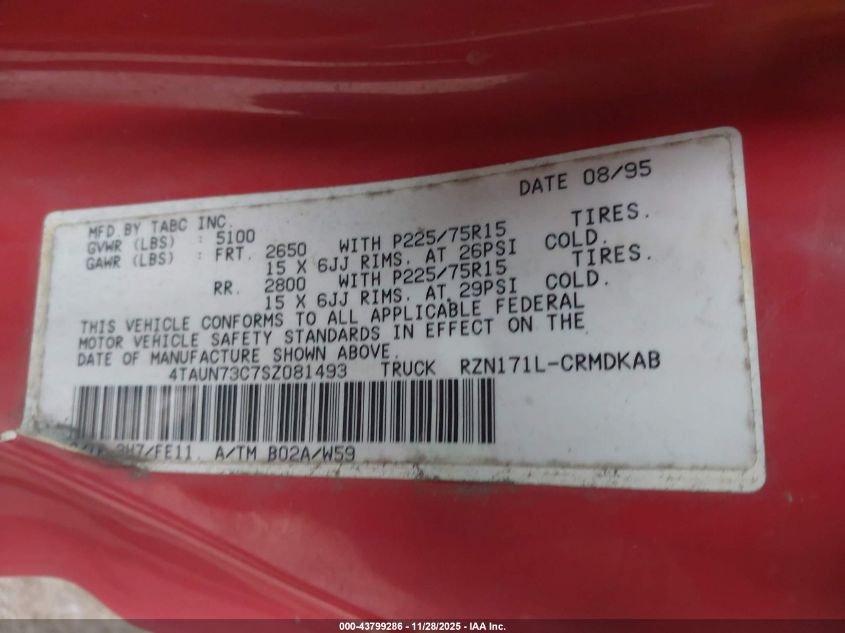 DATE 08/95
MFD.BY TABC INC.
GVWR (LBS) : 5100
GAWR (LBS) : FRT. 2650 WITH P225/75R15 TIRES.
15 X 6JJ RIMS. AT 26PSI COLD.
RR. 2800 WITH P225/75R15 TIRES.
15 X 6JJ RIMS. AT 29PSI COLD.
THIS VEHICLE CONFORMS TO ALL APPLICABLE FEDERAL
MOTOR VEHICLE SAFETY STANDARDS IN EFFECT ON THE
DATE OF MANUFACTURE SHOWN ABOVE.
4TAUN73C7SZ081493 TRUCK RZN171L-CRMDKAB
3H7/FE11 A/TM B02A/W59
000-43799286 - 11/28/2025 - IAA Inc.